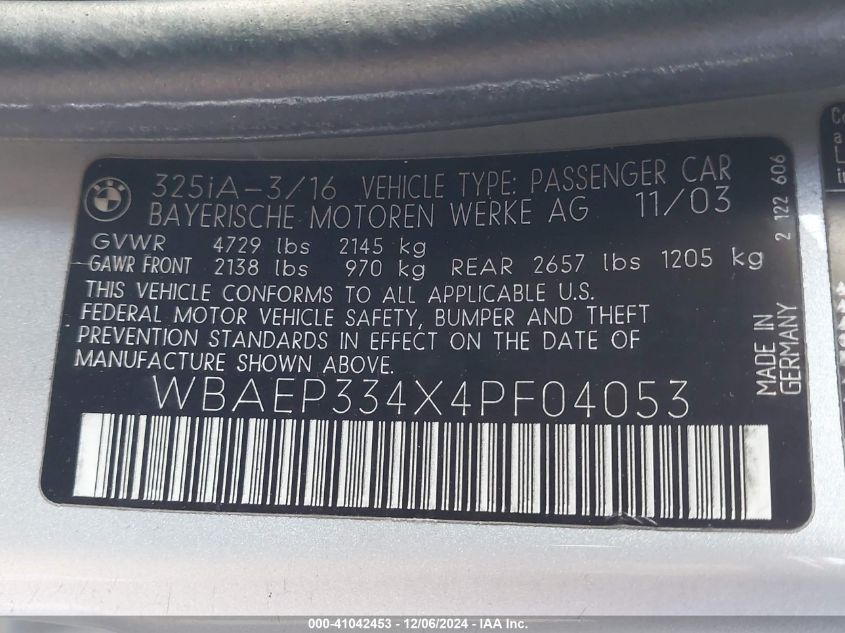 BMW
325iA-3/16 VEHICLE TYPE: PASSENGER CAR
BAYERISCHE MOTOREN WERKE AG 11/03
GVWR 4729 lbs 2145 kg
GAWR FRONT 2138 lbs 970 kg REAR 2657 lbs 1205 kg
THIS VEHICLE CONFORMS TO ALL APPLICABLE U.S.
FEDERAL MOTOR VEHICLE SAFETY, BUMPER AND THEFT
PREVENTION STANDARDS IN EFFECT ON THE DATE OF
MANUFACTURE SHOWN ABOVE.
WBAEP334X4PF04053
2 122 606
MADE IN
GERMANY
000-41042453 - 12/06/2024 - IAA Inc.